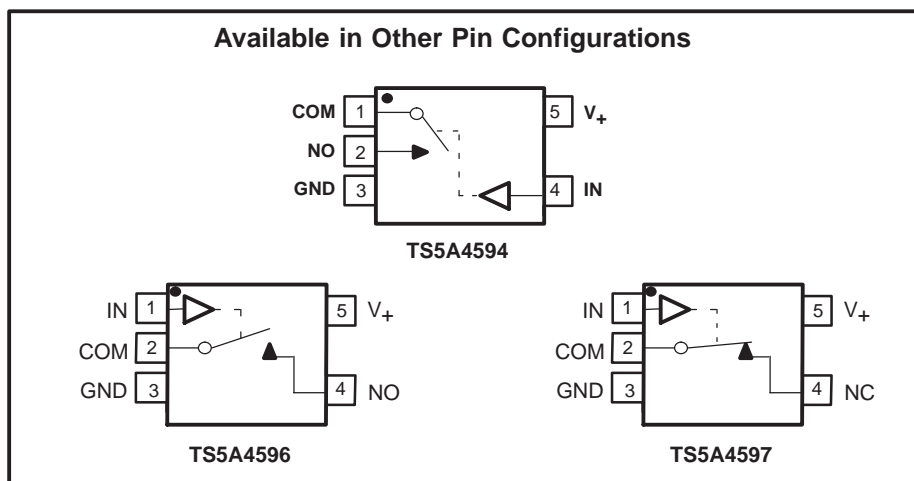 Available in Other Pin Configurations
COM 1 5 V+
NO 2
GND 3 4 IN
TS5A4594
IN 1 5 V+
COM 2
GND 3 4 NO
TS5A4596
IN 1 5 V+
COM 2
GND 3 4 NC
TS5A4597